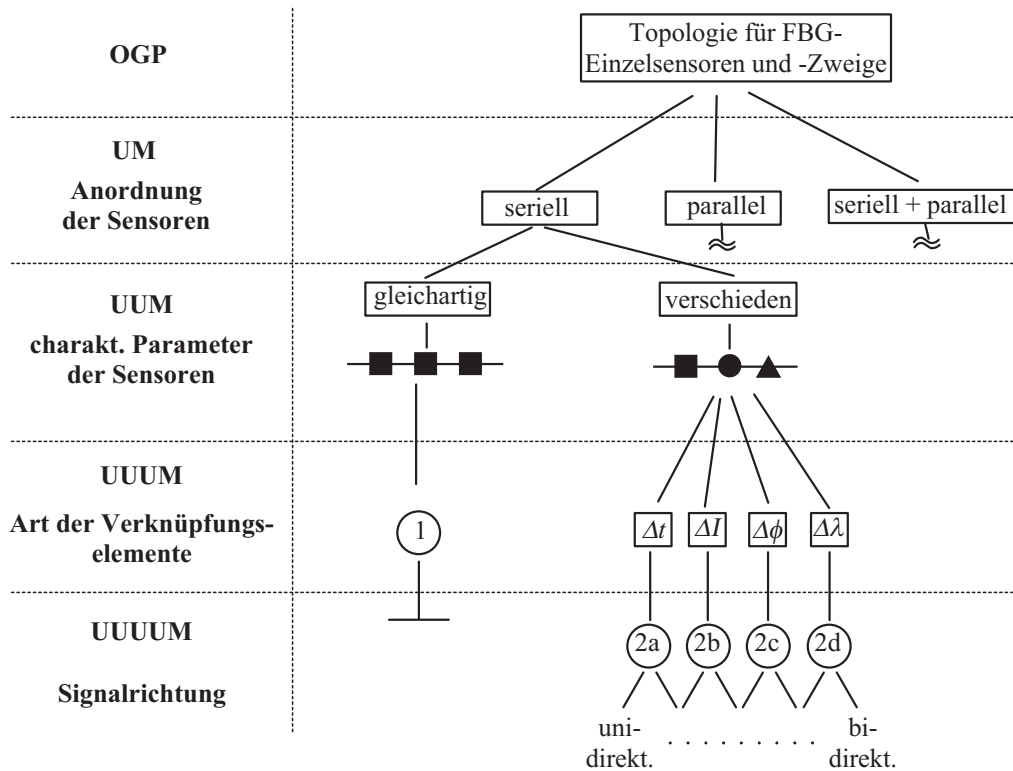 OGP
Topologie für FBG-
Einzelsensoren und -Zweige
UM
Anordnung
der Sensoren
seriell
parallel
seriell + parallel
UUM
charakt. Parameter
der Sensoren
gleichartig
verschieden
UUUM
Art der Verknüpfungs-
elemente
1
Δt
ΔI
Δϕ
Δλ
UUUUM
Signalrichtung
2a
2b
2c
2d
uni-
direkt.
. . . . . . . . .
bi-
direkt.